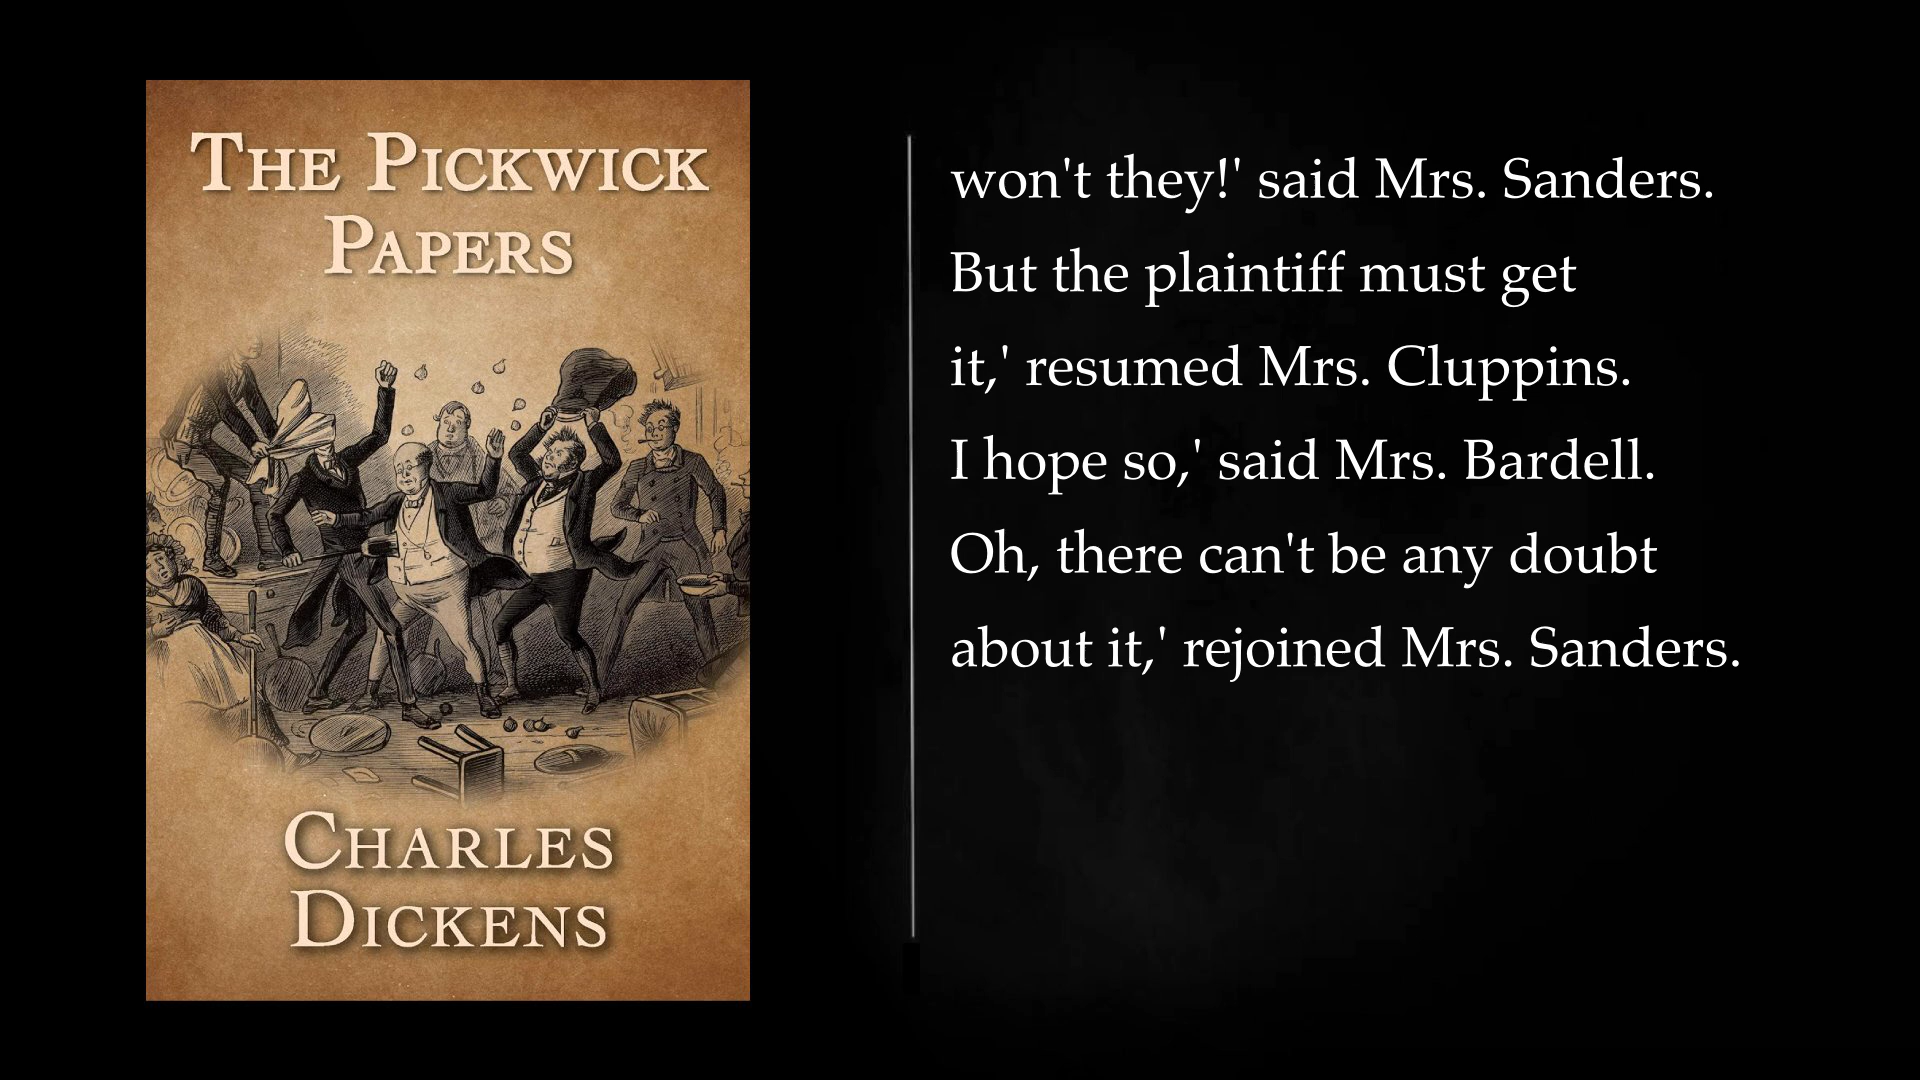 THE PICKWICK
PAPERS
CHARLES
DICKENS
won't they!' said Mrs. Sanders.
But the plaintiff must get
it,' resumed Mrs. Cluppins.
I hope so,' said Mrs. Bardell.
Oh, there can't be any doubt
about it,' rejoined Mrs. Sanders.